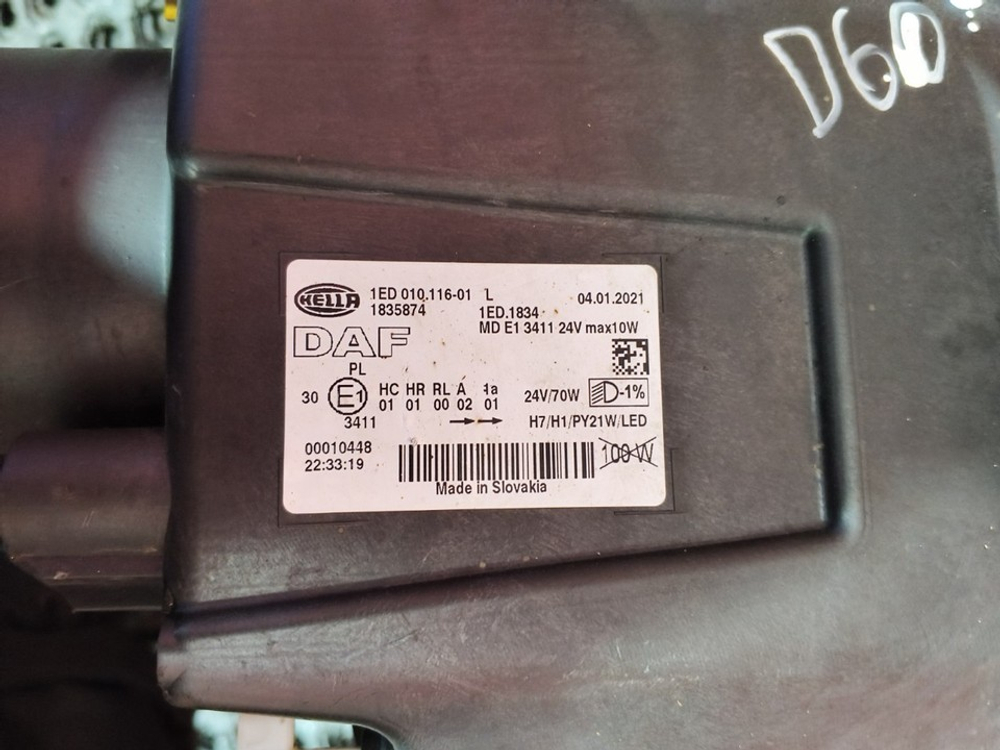 D60
HELLA 1ED 010.116-01 L 04.01.2021
1835874 1ED.1834
MD E1 3411 24V max10W
DAF
PL
30 E1 HC HR RL A 1a 24V/70W D-1%
01 01 00 02 01
3411 H7/H1/PY21W/LED
00010448 100 W
22:33:19
Made in Slovakia